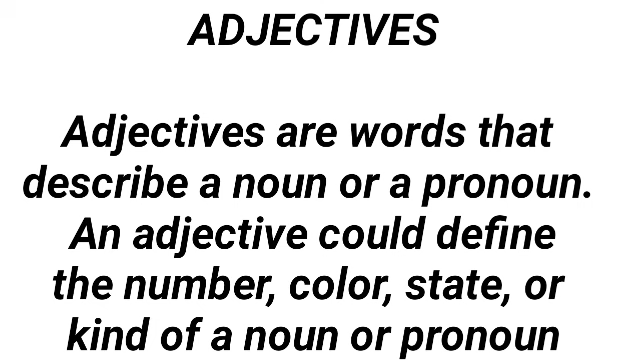 ADJECTIVES
Adjectives are words that
describe a noun or a pronoun.
An adjective could define
the number, color, state, or
kind of a noun or pronoun